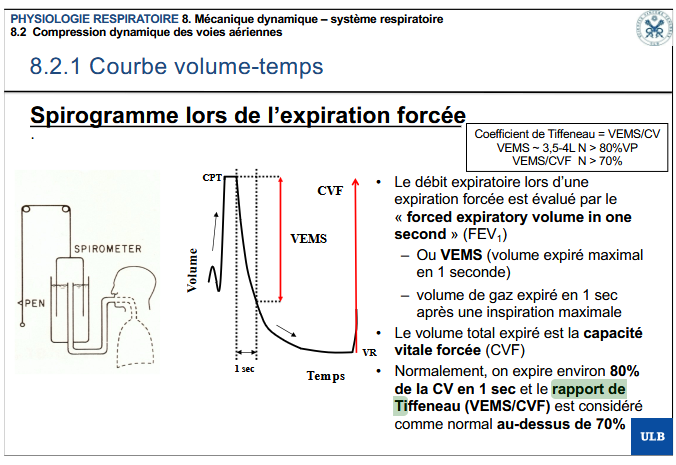 PHYSIOLOGIE RESPIRATOIRE 8. Mécanique dynamique – système respiratoire
8.2 Compression dynamique des voies aériennes
8.2.1 Courbe volume-temps
Spirogramme lors de l'expiration forcée
.
Coefficient de Tiffeneau = VEMS/CV
VEMS ~ 3,5-4L N > 80%VP
VEMS/CVF N > 70%
SPIROMETER
PEN
CPT
CVF
VEMS
Volume
VR
1 sec
Temps
• Le débit expiratoire lors d'une
expiration forcée est évalué par le
« forced expiratory volume in one
second » (FEV1)
– Ou VEMS (volume expiré maximal
en 1 seconde)
– volume de gaz expiré en 1 sec
après une inspiration maximale
• Le volume total expiré est la capacité
vitale forcée (CVF)
• Normalement, on expire environ 80%
de la CV en 1 sec et le rapport de
Tiffeneau (VEMS/CVF) est considéré
comme normal au-dessus de 70%
ULB